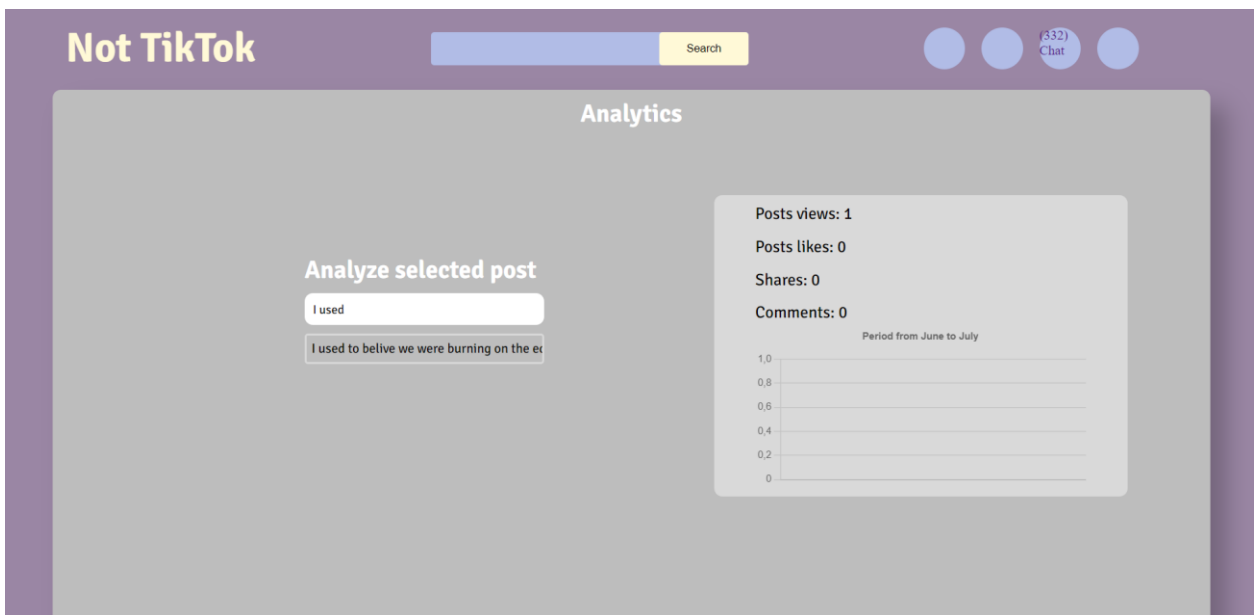 Not TikTok
Search
(332)
Chat
Analytics
Analyze selected post
I used
I used to belive we were burning on the
Posts views: 1
Posts likes: 0
Shares: 0
Comments: 0
Period from June to July
1,0
0,8
0,6
0,4
0,2
0